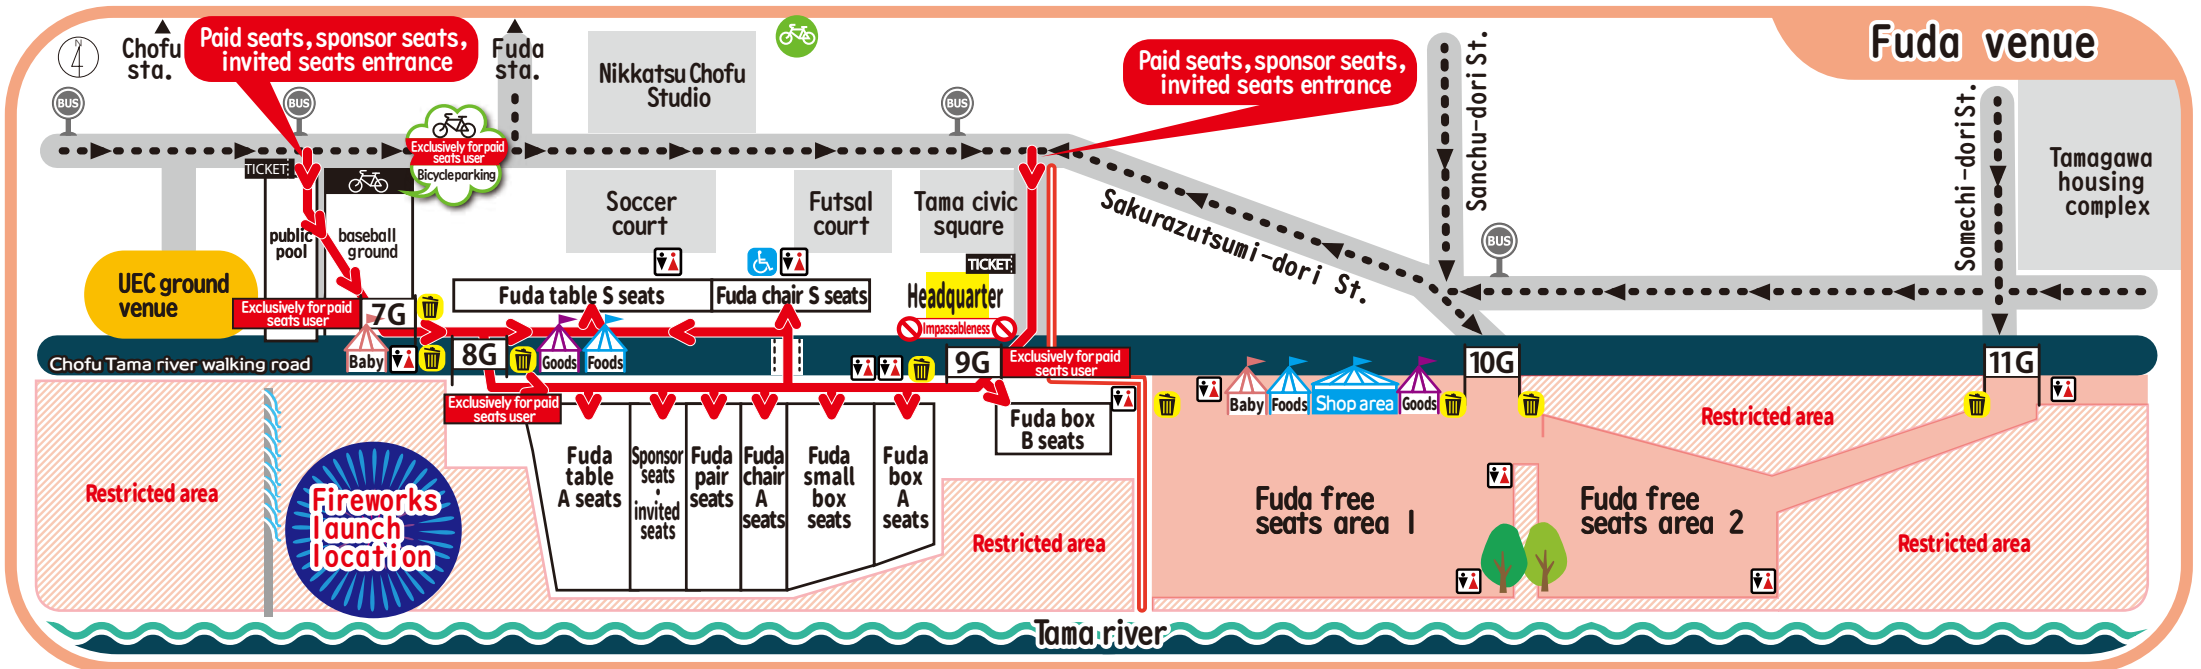 Fuda venue
N
Chofu
sta.
Paid seats, sponsor seats,
invited seats entrance
Fuda
sta.
Nikkatsu Chofu
Studio
Paid seats, sponsor seats,
invited seats entrance
Sanchu-dori St.
Somechi-dori St.
Tamagawa
housing
complex
BUS
BUS
BUS
BUS
Exclusively for paid
seats user
Bicycle parking
TICKET
public
pool
baseball
ground
Soccer
court
Futsal
court
Tama civic
square
Sakurazutsumi-dori St.
UEC ground
venue
TICKET
Headquarter
Impassableness
Fuda table S seats
Fuda chair S seats
Exclusively for paid
seats user
7G
Chofu Tama river walking road
Baby
8G
Goods
Foods
9G
Exclusively for paid
seats user
10G
11G
Exclusively for paid
seats user
Fuda box
B seats
Baby
Foods
Shop area
Goods
Restricted area
Restricted area
Fireworks
launch
location
Fuda
table
A seats
Sponsor
seats
・
invited
seats
Fuda
pair
seats
Fuda
chair
A
seats
Fuda
small
box
seats
Fuda
box
A
seats
Restricted area
Fuda free
seats area 1
Fuda free
seats area 2
Restricted area
Tama river